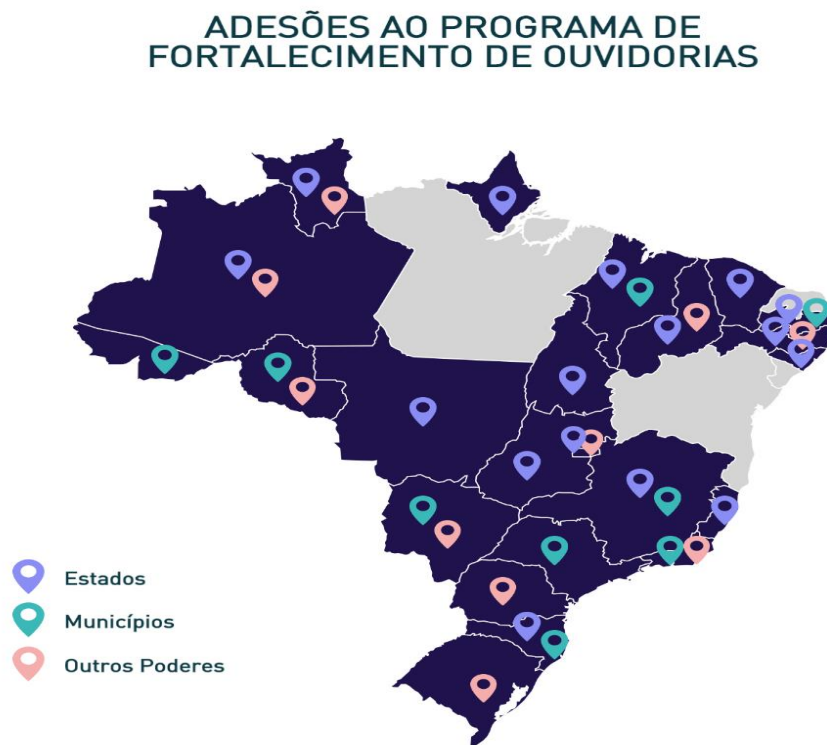 ADESÕES AO PROGRAMA DE
FORTALECIMENTO DE OUVIDORIAS
Estados
Municípios
Outros Poderes